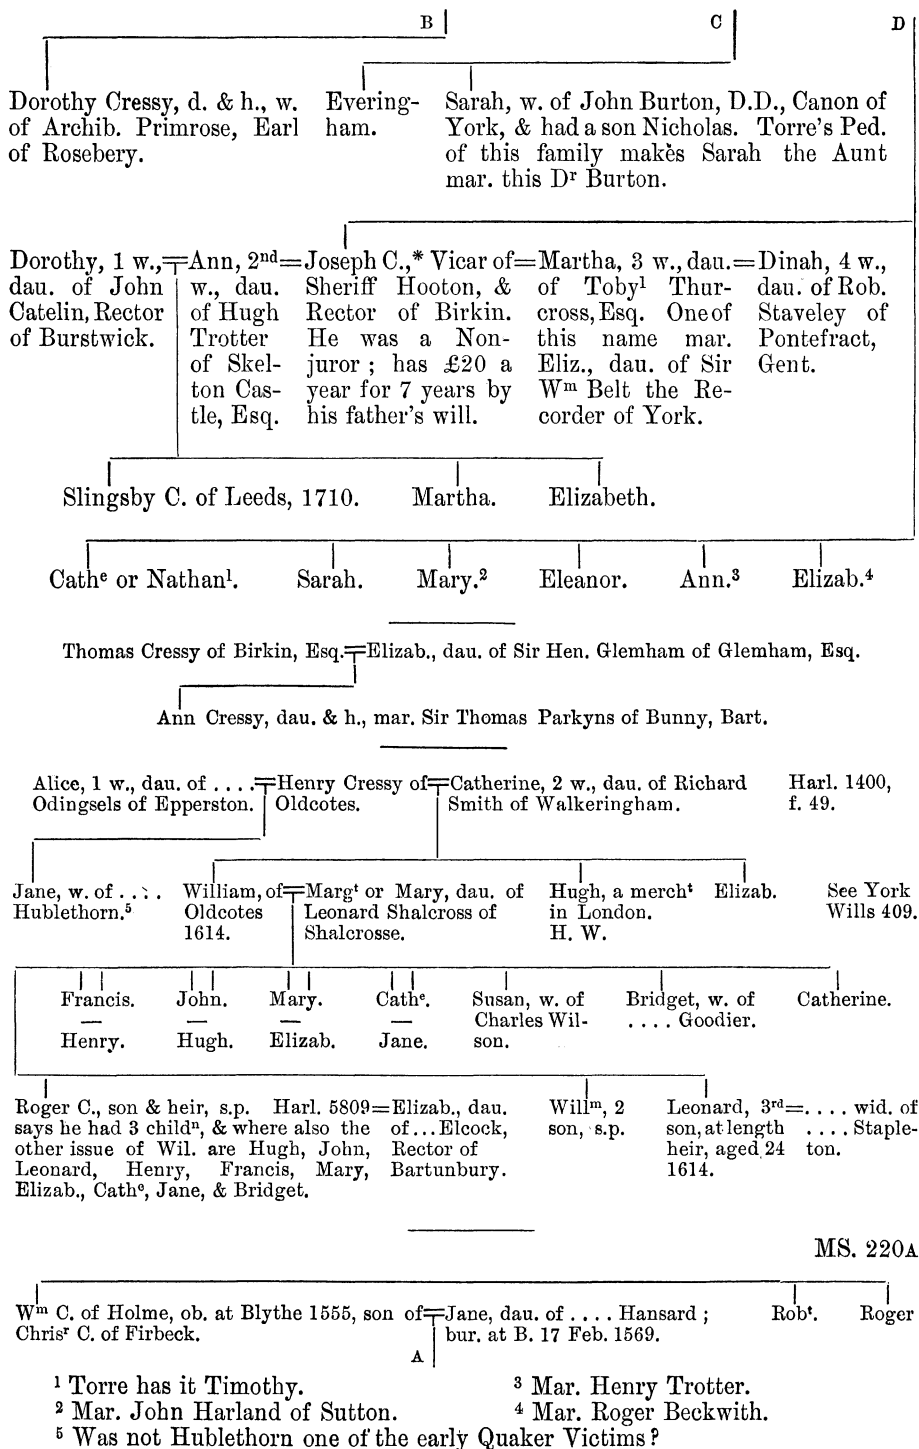 B C D
Dorothy Cressy, d. & h., w.
of Archib. Primrose, Earl
of Rosebery.
Evering-
ham.
Sarah, w. of John Burton, D.D., Canon of
York, & had a son Nicholas. Torre's Ped.
of this family makes Sarah the Aunt
mar. this Dʳ Burton.
Dorothy, 1 w.,
dau. of John
Catelin, Rector
of Burstwick.
=Ann, 2ⁿᵈ=
w., dau.
of Hugh
Trotter
of Skel-
ton Cas-
tle, Esq.
Joseph C.,* Vicar of=
Sheriff Hooton, &
Rector of Birkin.
He was a Non-
juror ; has £20 a
year for 7 years by
his father's will.
Martha, 3 w., dau.=
of Toby¹ Thur-
cross, Esq. One of
this name mar.
Eliz., dau. of Sir
Wᵐ Belt the Re-
corder of York.
Dinah, 4 w.,
dau. of Rob.
Staveley of
Pontefract,
Gent.
Slingsby C. of Leeds, 1710. Martha. Elizabeth.
Cathᵉ or Nathanˡ. Sarah. Mary.² Eleanor. Ann.³ Elizab.⁴
Thomas Cressy of Birkin, Esq.=Elizab., dau. of Sir Hen. Glemham of Glemham, Esq.
Ann Cressy, dau. & h., mar. Sir Thomas Parkyns of Bunny, Bart.
Alice, 1 w., dau. of . . . .
Odingsels of Epperston.
=Henry Cressy of=
Oldcotes.
Catherine, 2 w., dau. of Richard
Smith of Walkeringham.
Harl. 1400,
f. 49.
Jane, w. of . . . .
Hublethorn.⁵
William, of=
Oldcotes
1614.
Margᵗ or Mary, dau. of
Leonard Shalcross of
Shalcrosse.
Hugh, a merchᵗ
in London.
H. W.
Elizab.
See York
Wills 409.
Francis.
—
Henry.
John.
—
Hugh.
Mary.
—
Elizab.
Cathᵉ.
—
Jane.
Susan, w. of
Charles Wil-
son.
Bridget, w. of
. . . . Goodier.
Catherine.
Roger C., son & heir, s.p. Harl. 5809=
says he had 3 childⁿ, & where also the
other issue of Wil. are Hugh, John,
Leonard, Henry, Francis, Mary,
Elizab., Cathᵉ, Jane, & Bridget.
Elizab., dau.
of...Elcock,
Rector of
Bartunbury.
Willᵐ, 2
son, s.p.
Leonard, 3ʳᵈ=
son, at length
heir, aged 24
1614.
. . . . wid. of
. . . . Staple-
ton.
MS. 220A
Wᵐ C. of Holme, ob. at Blythe 1555, son of=
Chrisʳ C. of Firbeck.
Jane, dau. of . . . . Hansard ;
bur. at B. 17 Feb. 1569.
Robᵗ. Roger
A
¹ Torre has it Timothy.
² Mar. John Harland of Sutton.
³ Mar. Henry Trotter.
⁴ Mar. Roger Beckwith.
⁵ Was not Hublethorn one of the early Quaker Victims ?